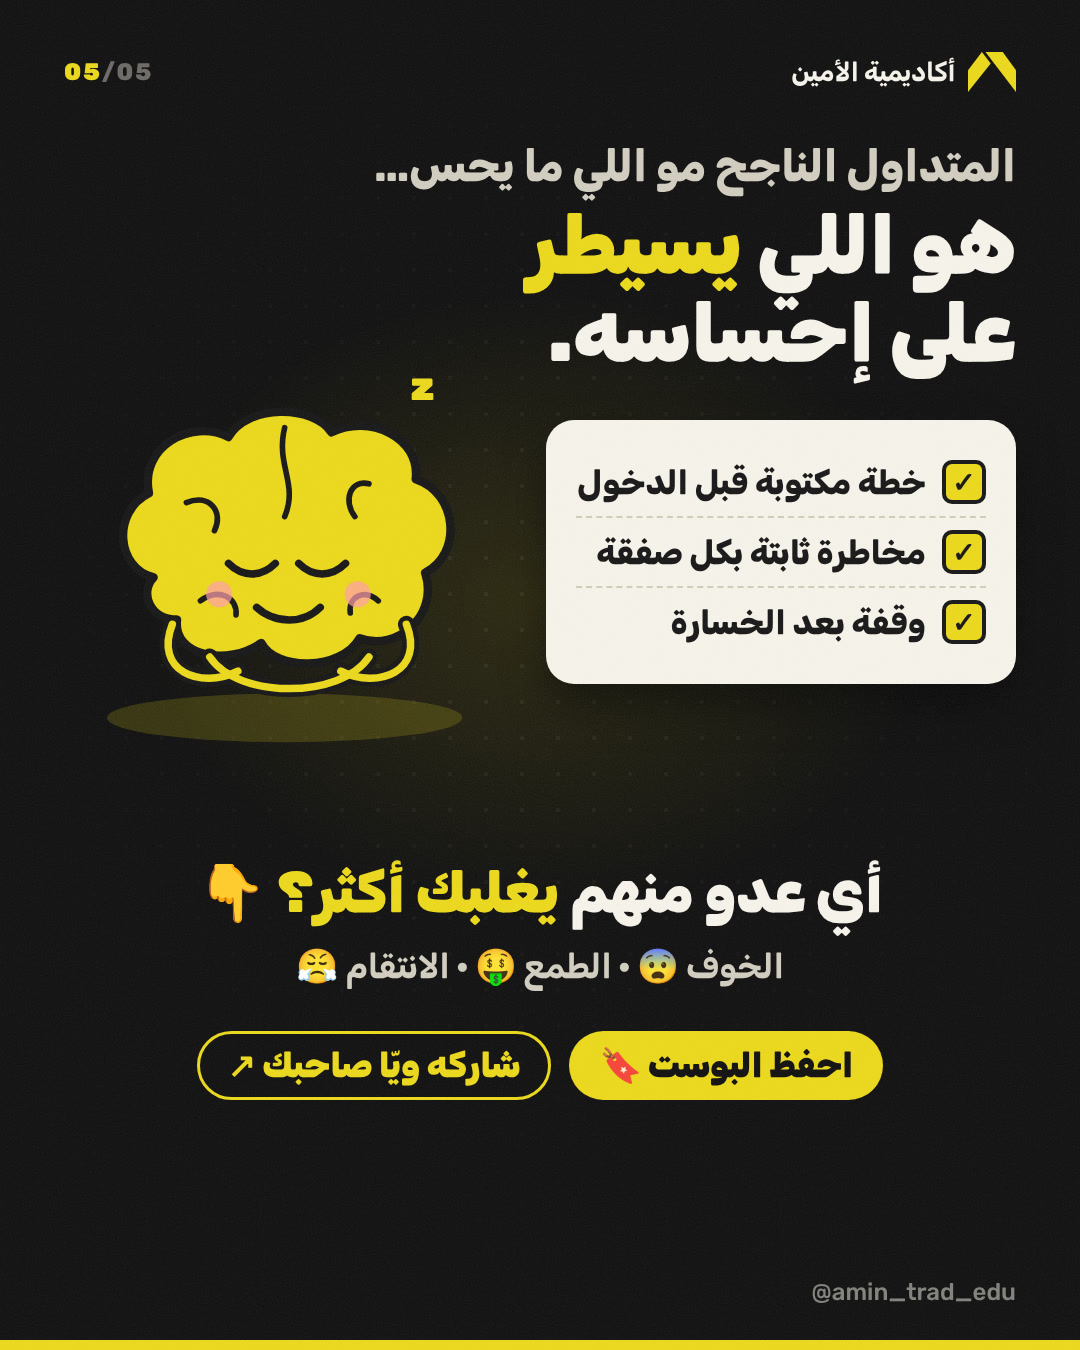 أكاديمية الأمين
05/05
المتداول الناجح مو اللي ما يحس...
هو اللي يسيطر
على إحساسه.
z
✓ خطة مكتوبة قبل الدخول
✓ مخاطرة ثابتة بكل صفقة
✓ وقفة بعد الخسارة
أي عدو منهم يغلبك أكثر؟ 👇
الخوف 😨 • الطمع 🤑 • الانتقام 😤
احفظ البوست 🔖
شاركه ويّا صاحبك ↗
@amin_trad_edu